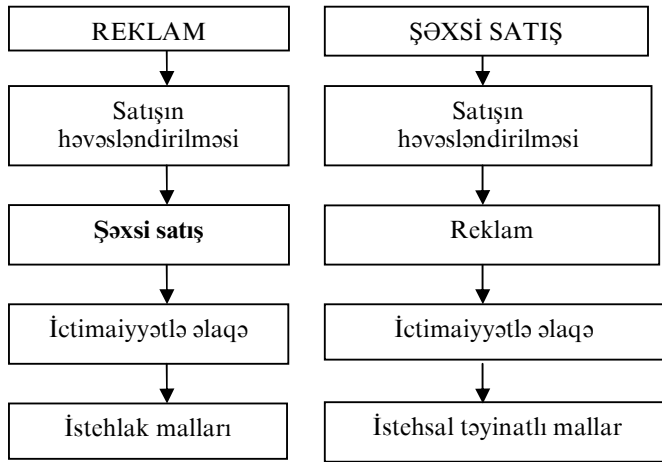 REKLAM
Satışın
həvəsləndirilməsi
Şəxsi satış
İctimaiyyətlə əlaqə
İstehlak malları
ŞƏXSİ SATIŞ
Satışın
həvəsləndirilməsi
Reklam
İctimaiyyətlə əlaqə
İstehsal təyinatlı mallar